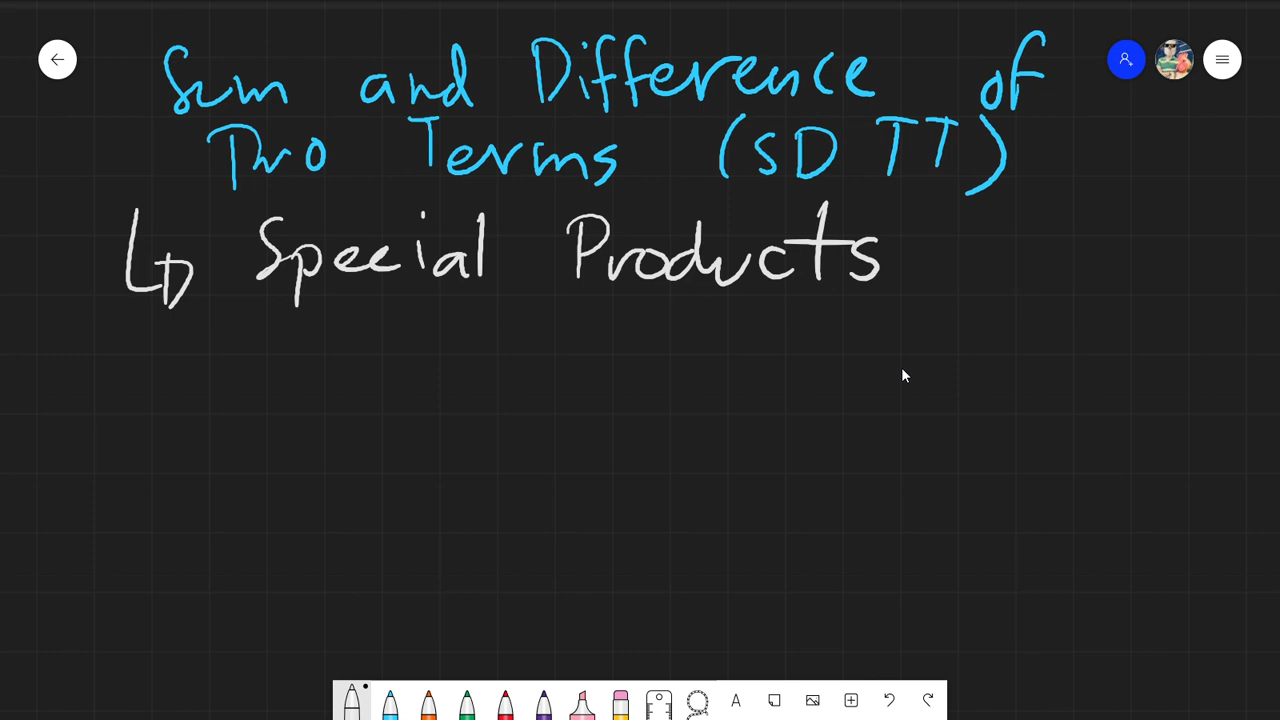 Sum and Difference of
Two Terms (SDTT)
↳ Special Products